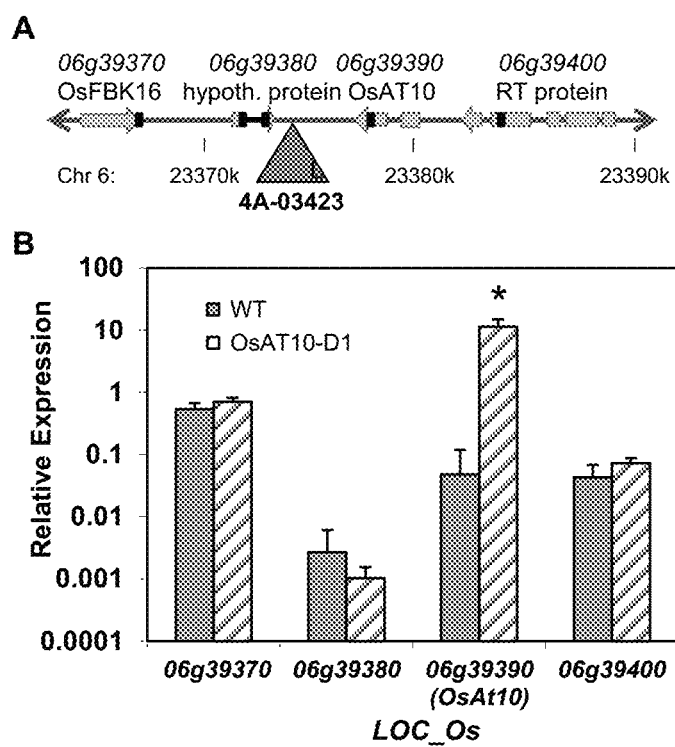 A
06g39370 06g39380 06g39390 06g39400
OsFBK16 hypoth. protein OsAT10 RT protein
Chr 6: 23370k 23380k 23390k
4A-03423
B
100
10
1
0.1
0.01
0.001
0.0001
Relative Expression
WT
OsAT10-D1
*
06g39370 06g39380 06g39390 06g39400
(OsAt10)
LOC_Os